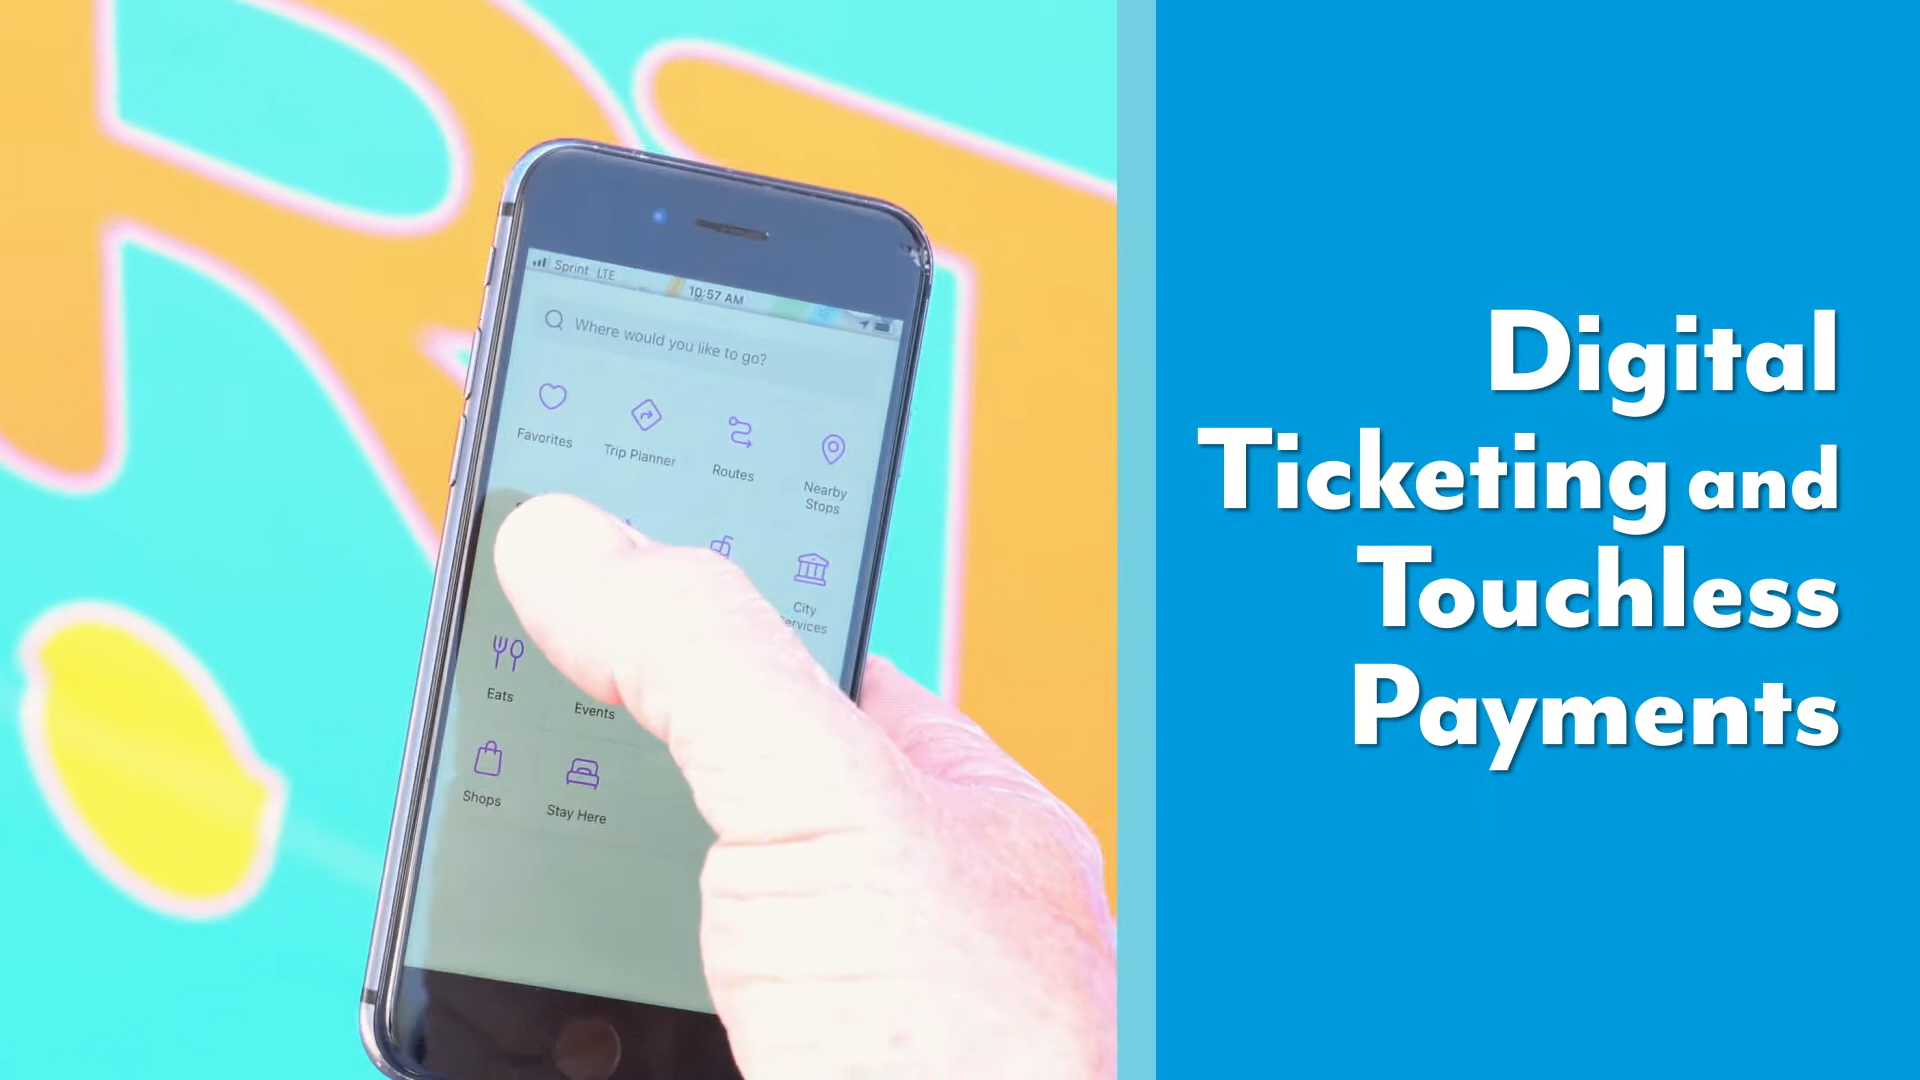 Sprint LTE
10:57 AM
Where would you like to go?
Favorites
Trip Planner
Routes
Nearby
Stops
City
Eats
Events
Shops
Stay Here
Digital
Ticketing and
Touchless
Payments